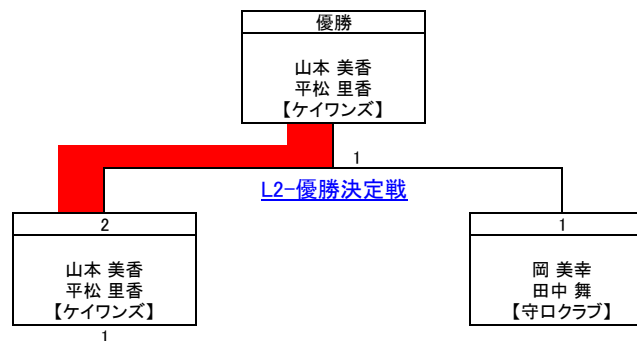 優勝
山本 美香
平松 里香
【ケイワンズ】
1
L2-優勝決定戦
2
山本 美香
平松 里香
【ケイワンズ】
1
1
岡 美幸
田中 舞
【守口クラブ】